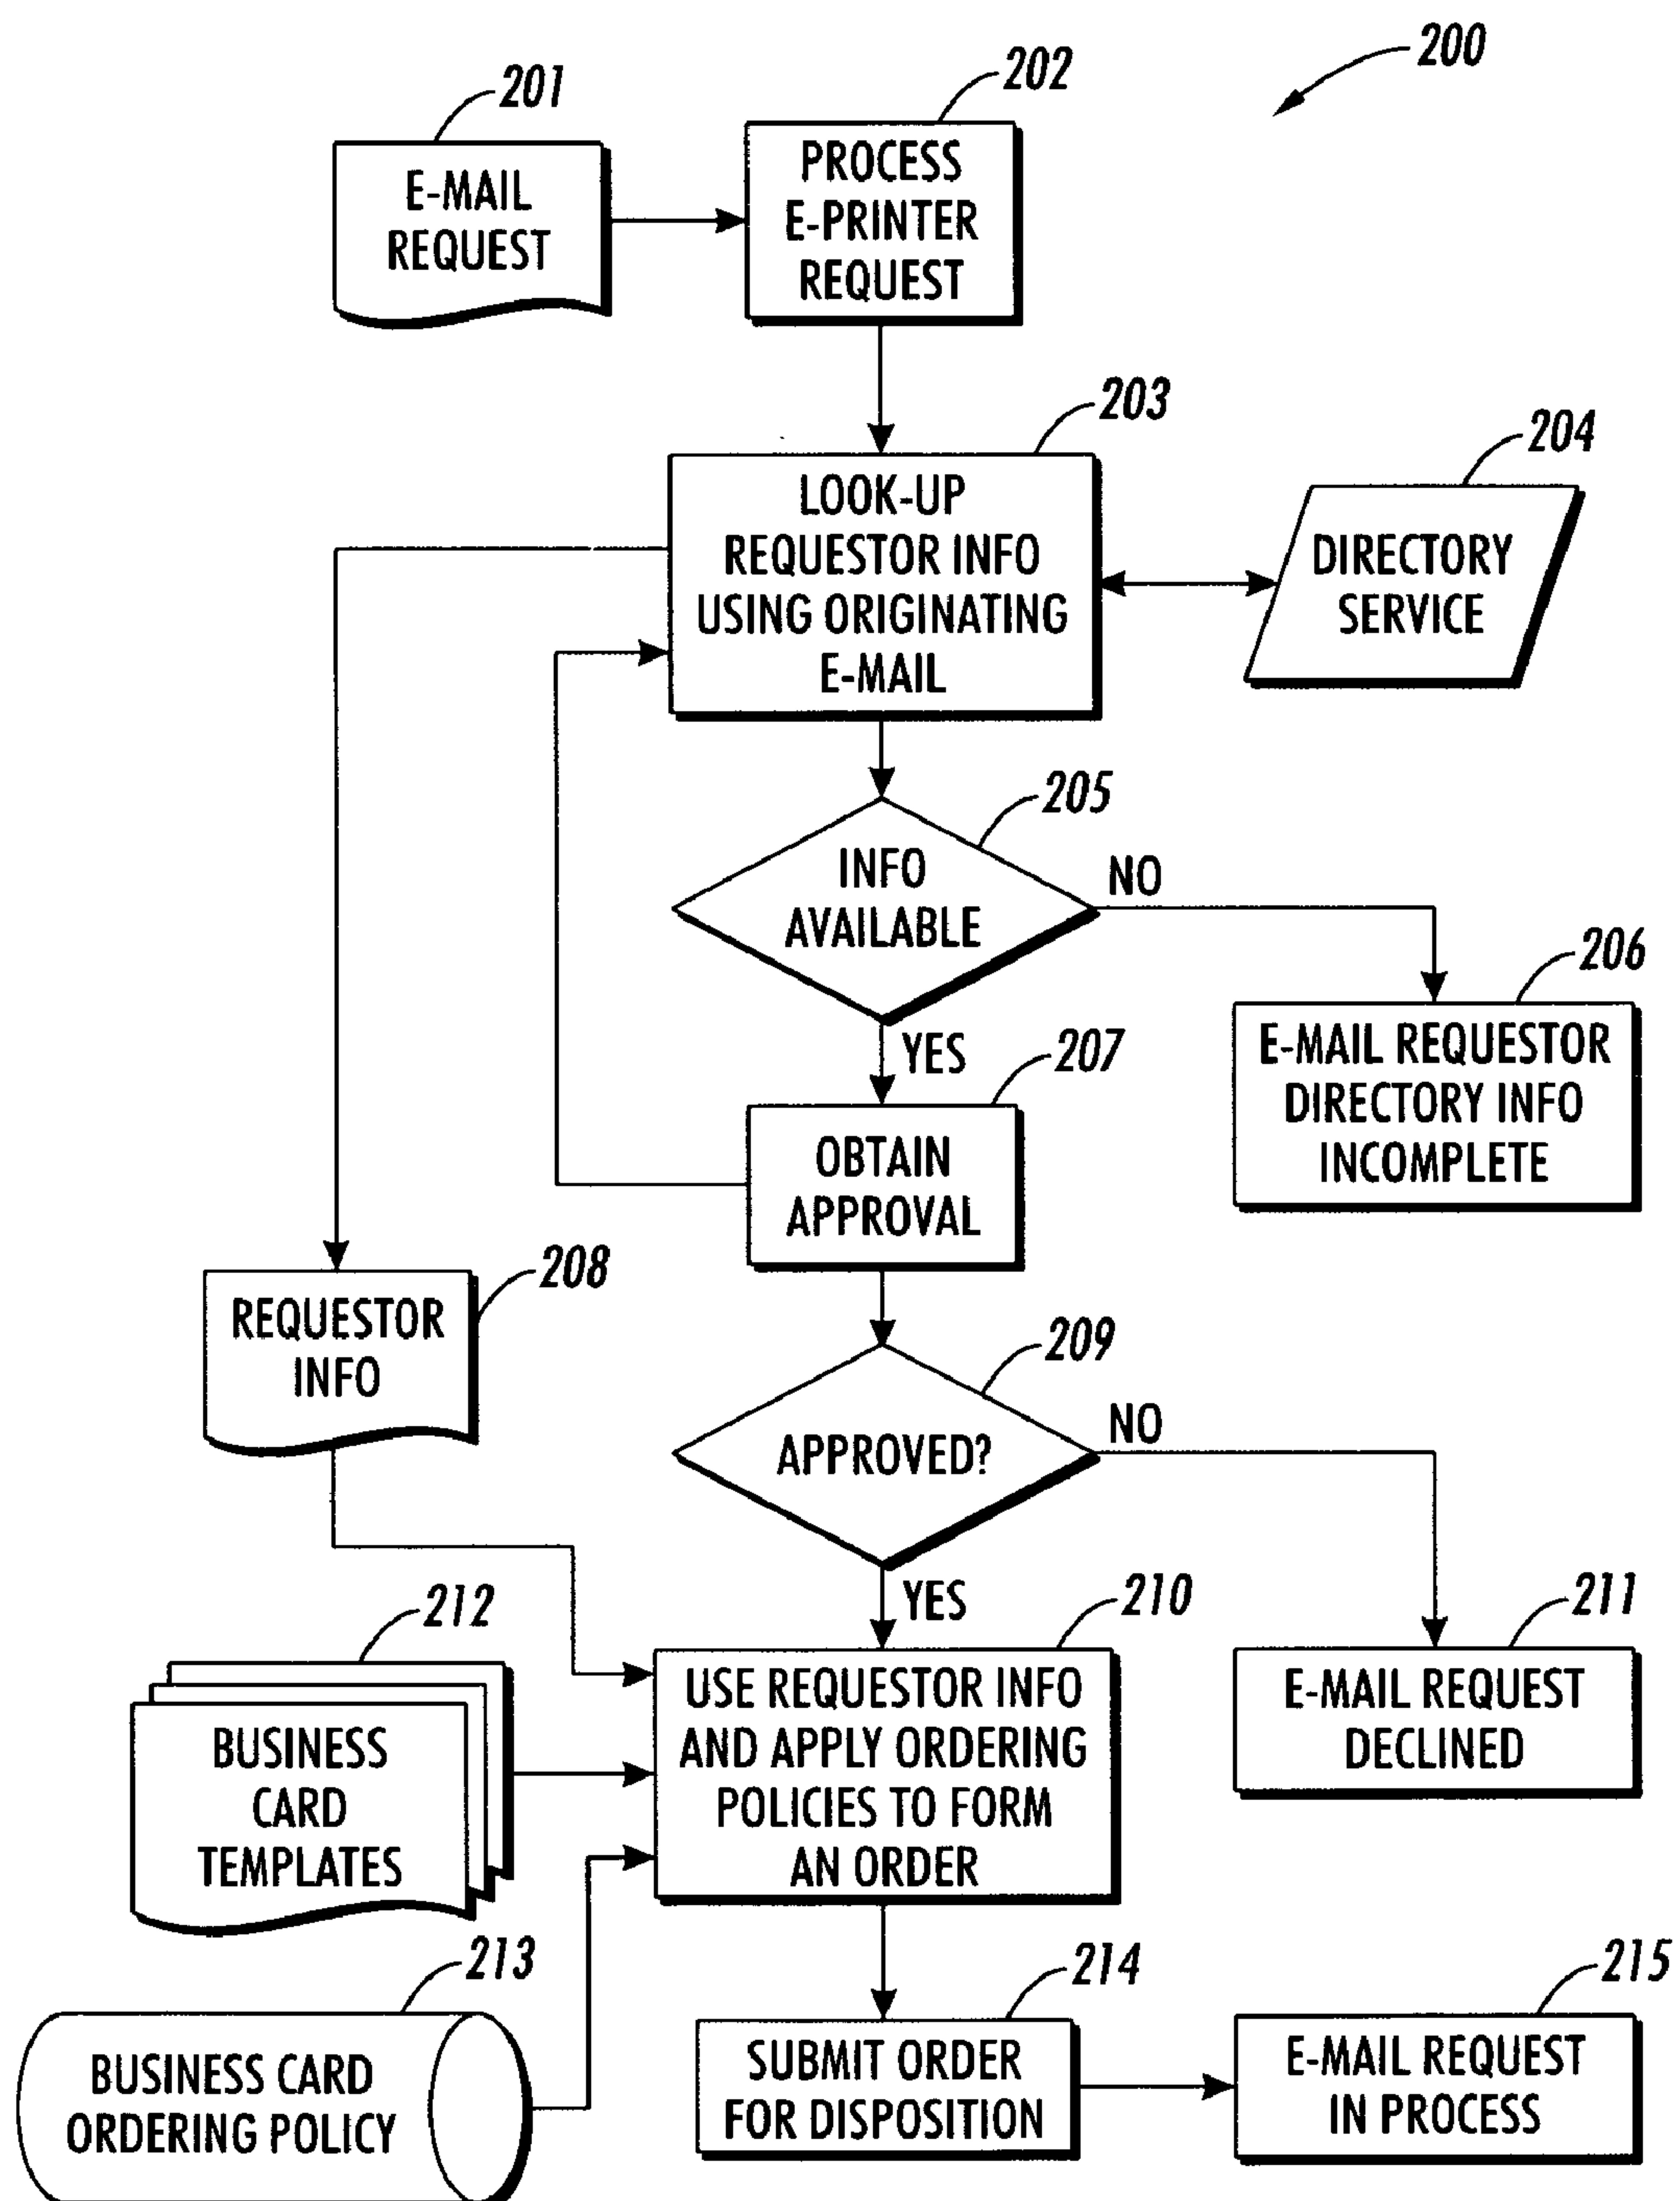 200
201
202
E-MAIL
REQUEST
PROCESS
E-PRINTER
REQUEST
203
204
LOOK-UP
REQUESTOR INFO
USING ORIGINATING
E-MAIL
DIRECTORY
SERVICE
205
INFO
AVAILABLE
NO
206
E-MAIL REQUESTOR
DIRECTORY INFO
INCOMPLETE
YES
207
OBTAIN
APPROVAL
208
REQUESTOR
INFO
209
APPROVED?
NO
YES
210
211
212
USE REQUESTOR INFO
AND APPLY ORDERING
POLICIES TO FORM
AN ORDER
E-MAIL REQUEST
DECLINED
BUSINESS
CARD
TEMPLATES
213
BUSINESS CARD
ORDERING POLICY
214
SUBMIT ORDER
FOR DISPOSITION
215
E-MAIL REQUEST
IN PROCESS